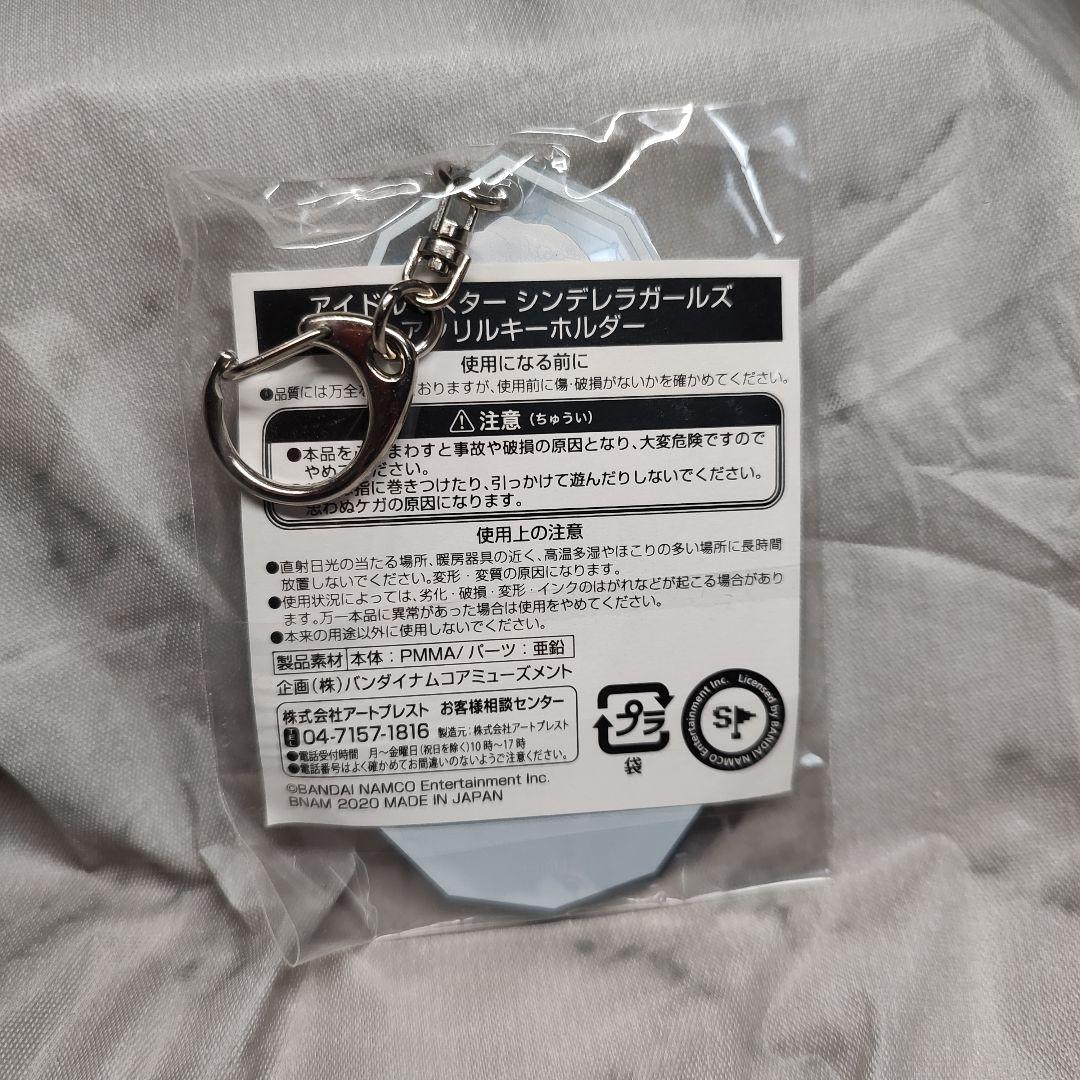 アイドル スター シンデレラガールズ
アクリルキーホルダー
使用になる前に
●品質には万全を おりますが、使用前に傷・破損がないかを確かめてください。
注意（ちゅうい）
●本品を まわすと事故や破損の原因となり、大変危険ですので
やめ ください。
指に巻きつけたり、引っかけて遊んだりしないでください。
思わぬケガの原因になります。
使用上の注意
●直射日光の当たる場所、暖房器具の近く、高温多湿やほこりの多い場所に長時間
放置しないでください。変形・変質の原因になります。
●使用状況によっては、劣化・破損・変形・インクのはがれなどが起こる場合があり
ます。万一本品に異常があった場合は使用をやめてください。
●本来の用途以外に使用しないでください。
製品素材 本体：PMMA/パーツ：亜鉛
企画（株）バンダイナムコアミューズメント
株式会社アートプレスト お客様相談センター
TEL 04-7157-1816 製造元：株式会社アートプレスト
●電話受付時間 月～金曜日（祝日を除く）10時～17時
●電話番号はよく確かめてお間違いのないようご注意ください。
©BANDAI NAMCO Entertainment Inc.
BNAM 2020 MADE IN JAPAN
プラ
袋
Licensed by BANDAI NAMCO Entertainment Inc.
S